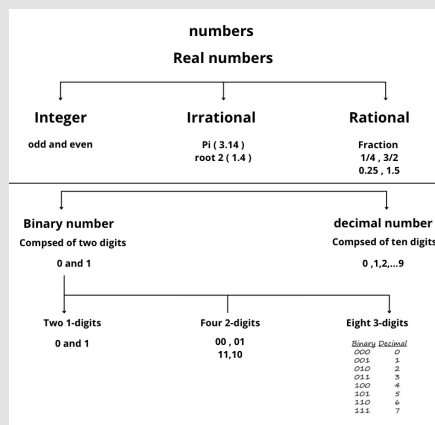 numbers
Real numbers
Integer
odd and even
Irrational
Pi ( 3.14 )
root 2 ( 1.4 )
Rational
Fraction
1/4 , 3/2
0.25 , 1.5
Binary number
Compsed of two digits
0 and 1
decimal number
Compsed of ten digits
0 ,1,2,...9
Two 1-digits
0 and 1
Four 2-digits
00 , 01
11,10
Eight 3-digits
Binary Decimal
000 0
001 1
010 2
011 3
100 4
101 5
110 6
111 7